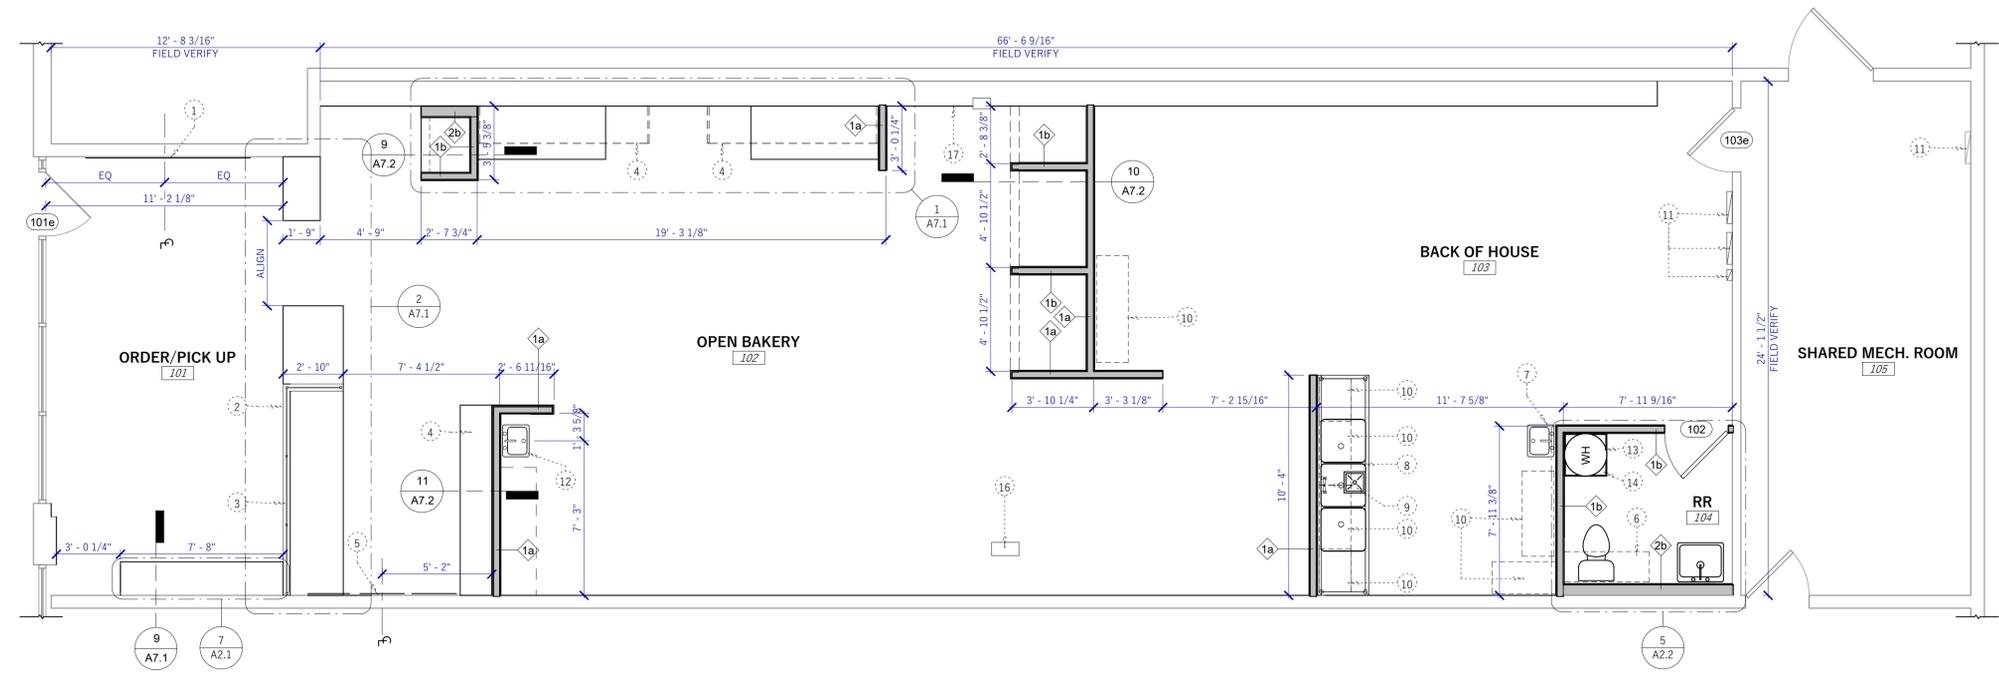 12' - 8 3/16"
FIELD VERIFY
66' - 6 9/16"
FIELD VERIFY
1
9
A7.2
2b
1b
3' - 5 3/8"
4
4
1a
3' - 0 1/4"
17
2' - 8 3/8"
1b
10
A7.2
103e
11
EQ
EQ
11' - 2 1/8"
101e
1
A7.1
11
1' - 9"
4' - 9"
2' - 7 3/4"
19' - 3 1/8"
4' - 10 1/2"
ALIGN
BACK OF HOUSE
103
2
A7.1
1b
1a
1a
10
4' - 10 1/2"
ORDER/PICK UP
101
OPEN BAKERY
102
1a
24' - 1 1/2"
FIELD VERIFY
SHARED MECH. ROOM
105
2' - 10"
7' - 4 1/2"
2' - 6 11/16"
7
10
2
3' - 10 1/4"
3' - 3 1/8"
7' - 2 15/16"
11' - 7 5/8"
7' - 11 9/16"
4
1' - 3 5/8"
102
10
13
WH
1b
8
11
A7.2
12
14
16
10' - 4"
3
9
1b
RR
104
7' - 3"
7' - 11 3/8"
10
10
6
3' - 0 1/4"
7' - 8"
5
1a
1a
2b
5' - 2"
10
CL
CL
9
A7.1
7
A2.1
5
A2.2